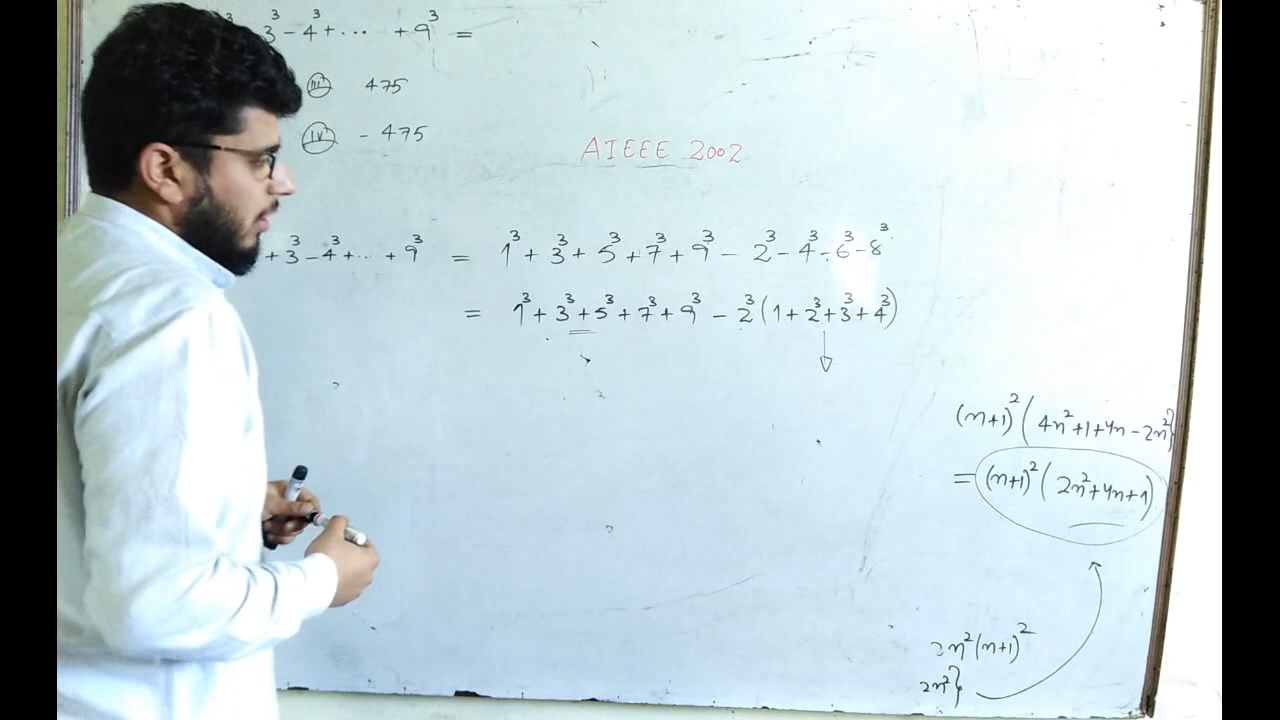 3³ - 4³ + ... + 9³ =
(iii) 475
(iv) - 475
AIEEE 2002
+ 3³ - 4³ + ... + 9³ = 1³ + 3³ + 5³ + 7³ + 9³ - 2³ - 4³ - 6³ - 8³
= 1³ + 3³ + 5³ + 7³ + 9³ - 2³ (1 + 2³ + 3³ + 4³)
(n+1)² ( 4n² + 1 + 4n - 2n² }
= (n+1)² ( 2n² + 4n + 1 )
2n² (n+1)²
2n² }